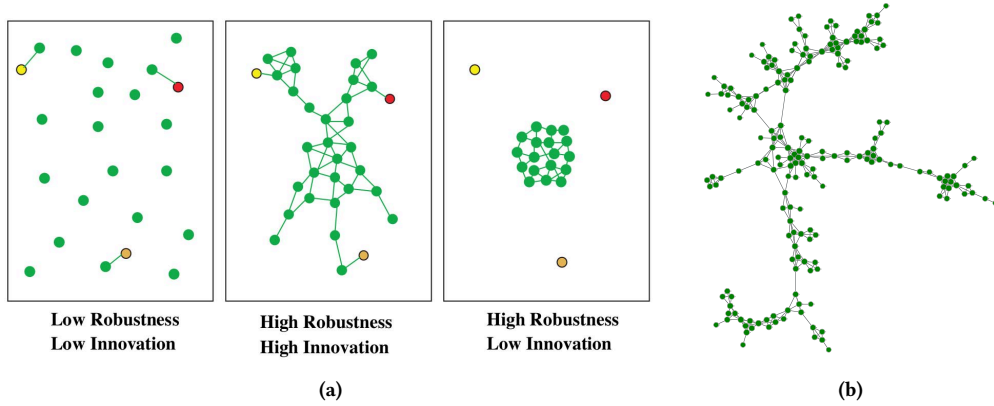 Low Robustness
Low Innovation
High Robustness
High Innovation
High Robustness
Low Innovation
(a)
(b)